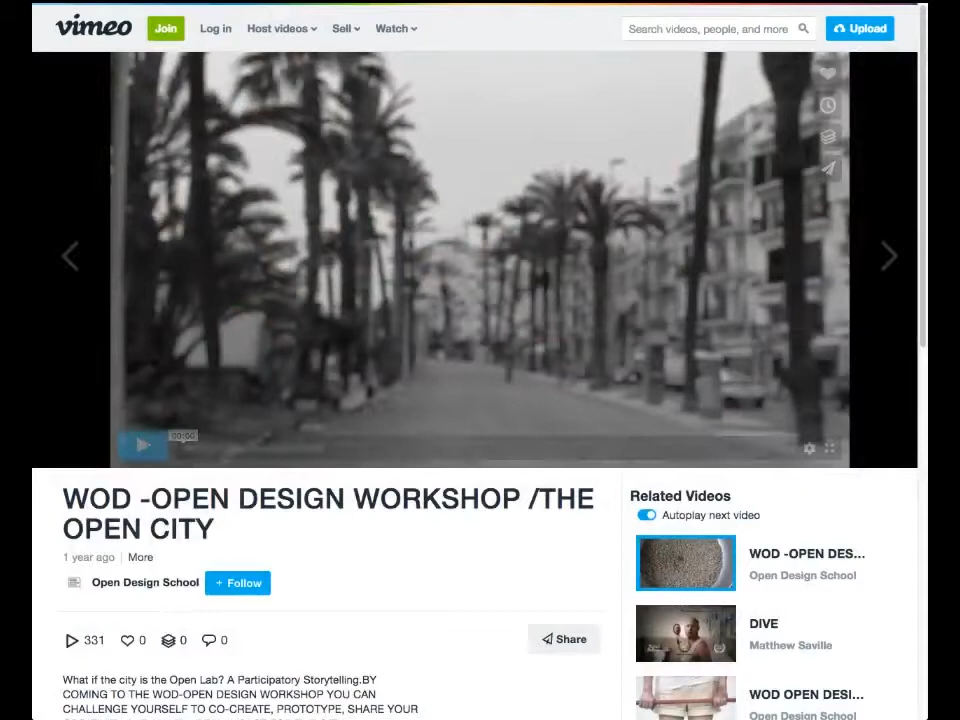 vimeo Join Log in Host videos Sell Watch Search videos, people, and more Upload
00:00
WOD -OPEN DESIGN WORKSHOP /THE
OPEN CITY
1 year ago More
Open Design School + Follow
331 0 0 0 Share
What if the city is the Open Lab? A Participatory Storytelling.BY
COMING TO THE WOD-OPEN DESIGN WORKSHOP YOU CAN
CHALLENGE YOURSELF TO CO-CREATE, PROTOTYPE, SHARE YOUR
Related Videos
Autoplay next video
WOD -OPEN DES...
Open Design School
DIVE
Matthew Saville
WOD OPEN DESI...
Open Design School